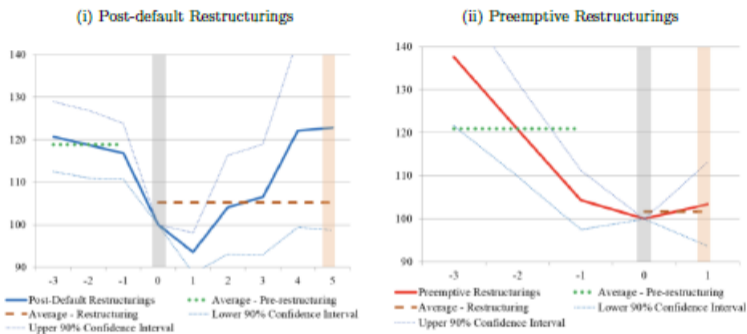 (i) Post-default Restructurings
(ii) Preemptive Restructurings
140
130
120
110
100
90
-3 -2 -1 0 1 2 3 4 5
Post-Default Restructurings
Average - Pre-restructuring
Average - Restructuring
Lower 90% Confidence Interval
Upper 90% Confidence Interval
140
130
120
110
100
90
-3 -2 -1 0 1
Preemptive Restructurings
Average - Pre-restructuring
Average - Restructuring
Lower 90% Confidence Interval
Upper 90% Confidence Interval